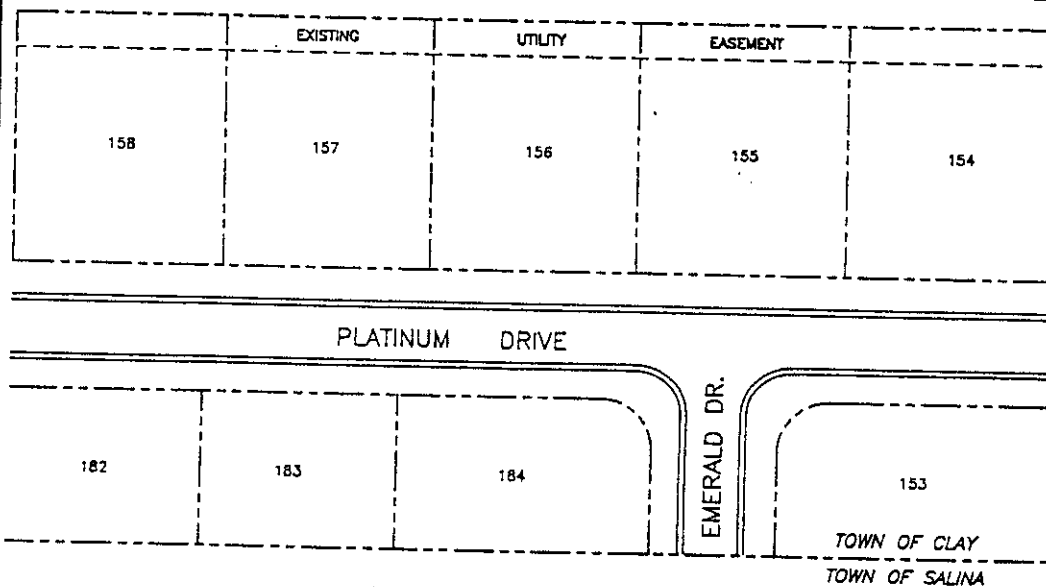 EXISTING UTILITY EASEMENT
158 157 156 155 154
PLATINUM DRIVE
EMERALD DR.
182 183 184 153
TOWN OF CLAY
TOWN OF SALINA